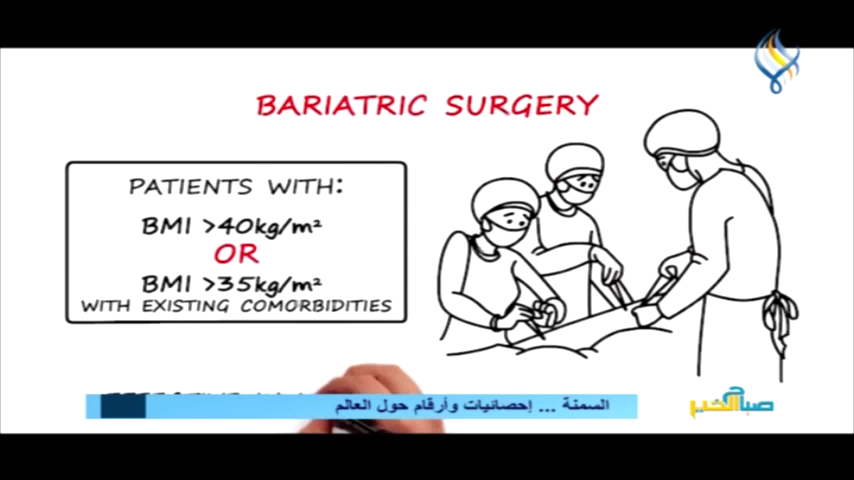 BARIATRIC SURGERY
PATIENTS WITH:
BMI >40kg/m²
OR
BMI >35kg/m²
WITH EXISTING COMORBIDITIES
السمنة ... إحصائيات وأرقام حول العالم
صباح الخير